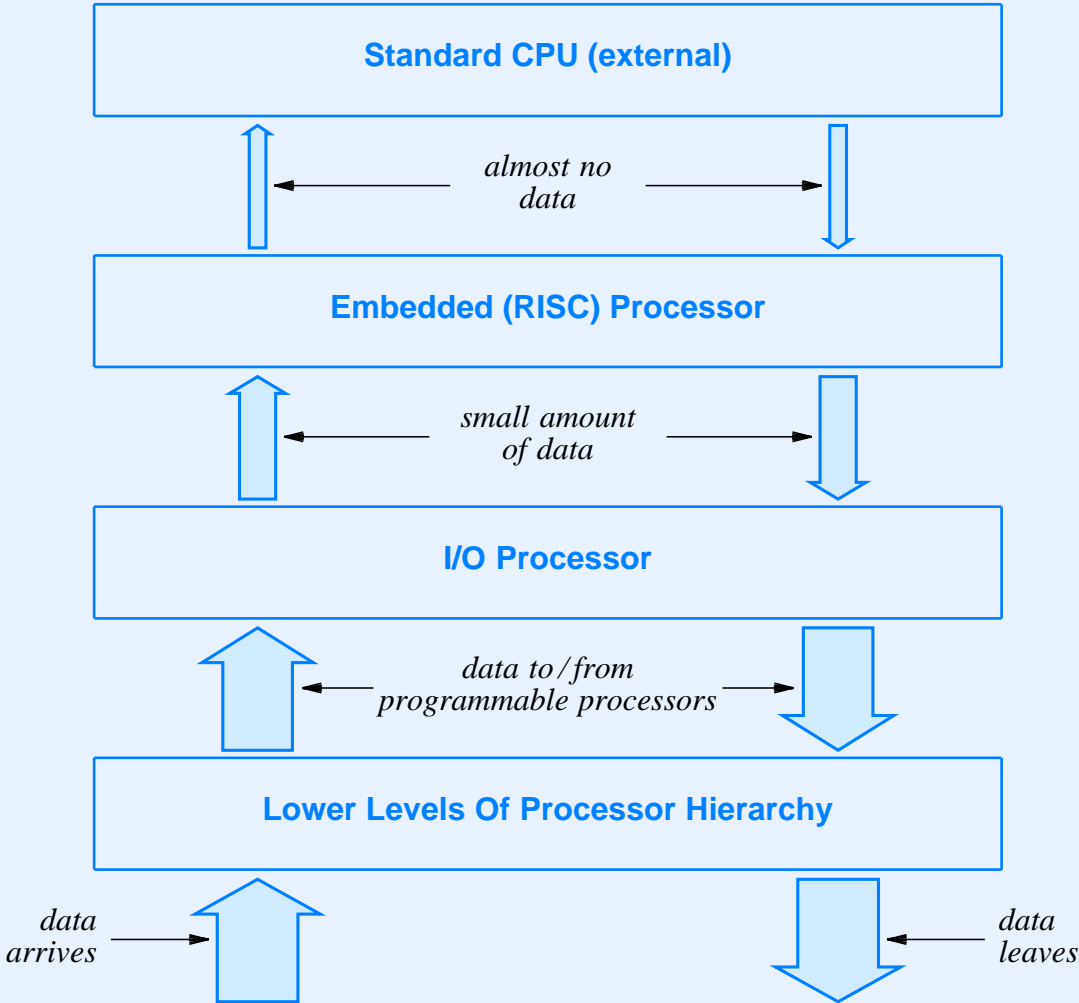 Standard CPU (external)
almost no
data
Embedded (RISC) Processor
small amount
of data
I/O Processor
data to/from
programmable processors
Lower Levels Of Processor Hierarchy
data
arrives
data
leaves